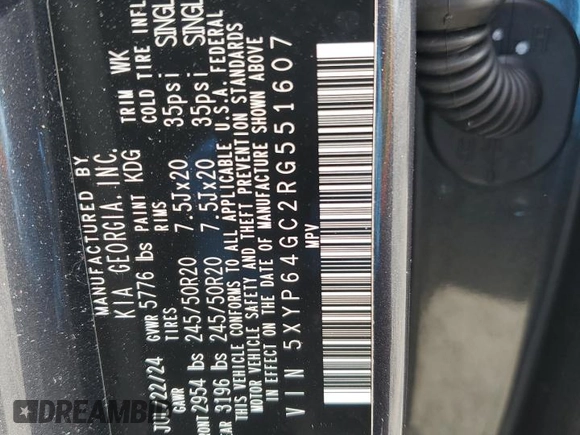 MANUFACTURED BY
KIA GEORGIA, INC.
22/24 GVWR 5776 lbs PAINT KDG TRIM WK
GAWR TIRES RIMS COLD TIRE INFL
2954 lbs 245/50R20 7.5Jx20 35psi SINGL
3196 lbs 245/50R20 7.5Jx20 35psi SINGL
THIS VEHICLE CONFORMS TO ALL APPLICABLE U.S.A. FEDERAL
MOTOR VEHICLE SAFETY AND THEFT PREVENTION STANDARDS
IN EFFECT ON THE DATE OF MANUFACTURE SHOWN ABOVE
VIN 5XYP64GC2RG551607
MPV
DREAMBID